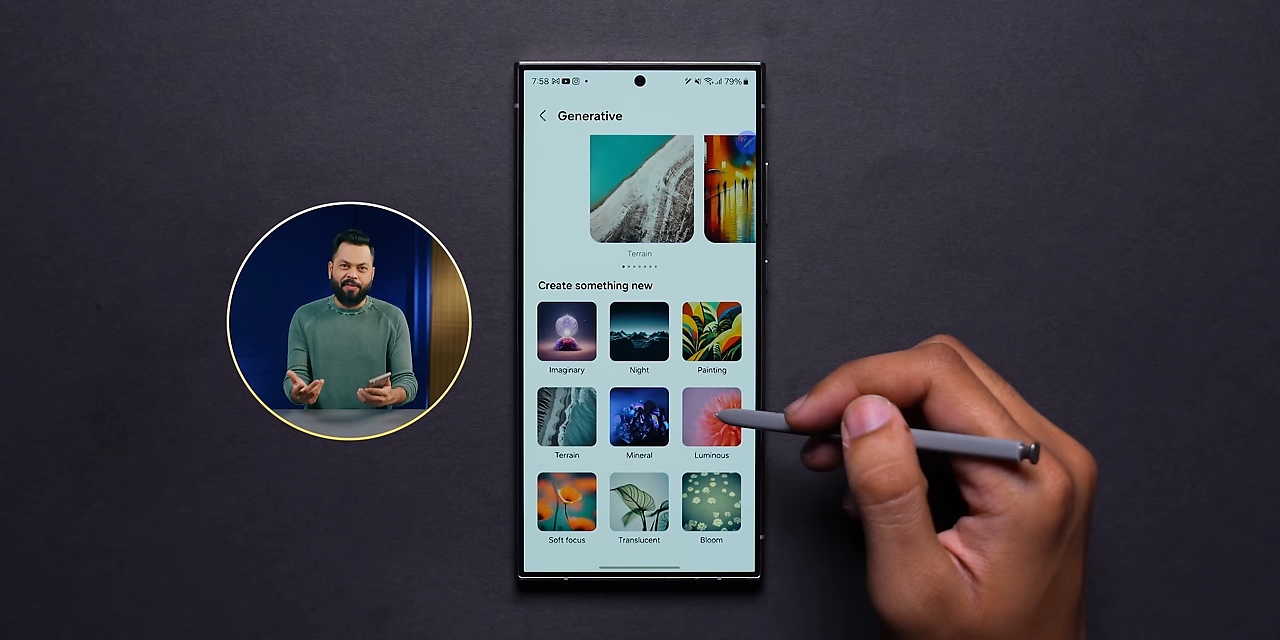 7:58 79%
Generative
Terrain
Create something new
Imaginary Night Painting
Terrain Mineral Luminous
Soft focus Translucent Bloom